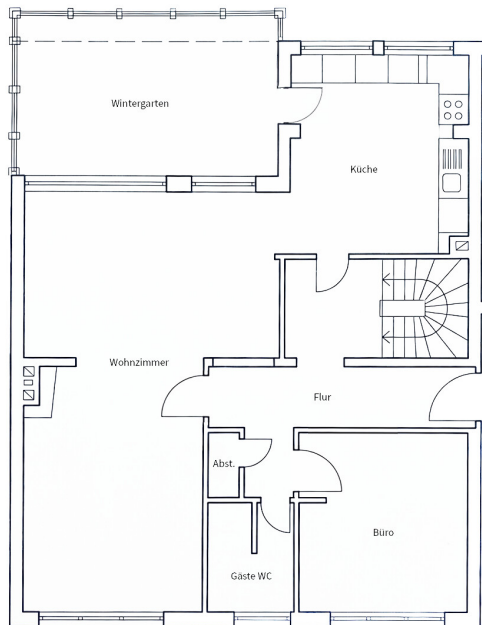 Wintergarten
Küche
Wohnzimmer
Flur
Abst.
Büro
Gäste WC